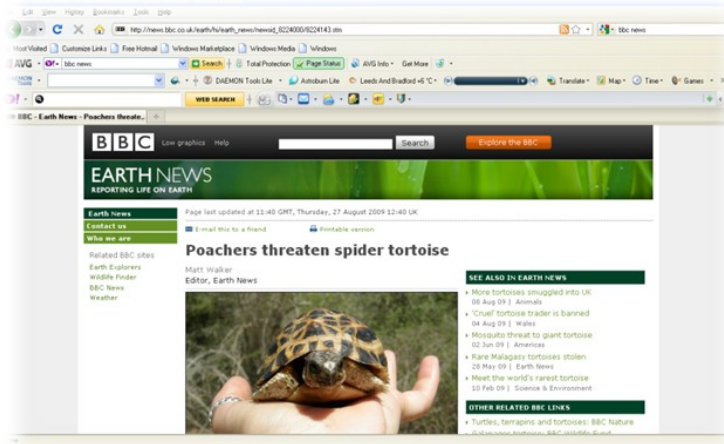 Edit View History Bookmarks Tools Help
http://news.bbc.co.uk/earth/hi/earth_news/newsid_8224000/8224143.stm
bbc news
Most Visited Customize Links Free Hotmail Windows Marketplace Windows Media Windows
AVG bbc news Search Total Protection Page Status AVG Info Get More
DAEMON Tools Lite Astroburn Lite Leeds And Bradford Translate Map Time Games
WEB SEARCH
BBC - Earth News - Poachers threate..
BBC Low graphics Help Search Explore the BBC
EARTH NEWS
REPORTING LIFE ON EARTH
Earth News
Contact us
Who we are
Related BBC sites
Earth Explorers
Wildlife Finder
BBC News
Weather
Page last updated at 11:40 GMT, Thursday, 27 August 2009 12:40 UK
E-mail this to a friend Printable version
Poachers threaten spider tortoise
Matt Walker
Editor, Earth News
SEE ALSO IN EARTH NEWS
More tortoises smuggled into UK
08 Aug 09 | Animals
'Cruel' tortoise trader is banned
04 Aug 09 | Wales
Mosquito threat to giant tortoise
02 Jun 09 | Americas
Rare Malagasy tortoises stolen
28 May 09 | Earth News
Meet the world's rarest tortoise
10 Feb 09 | Science & Environment
OTHER RELATED BBC LINKS
Turtles, terrapins and tortoises: BBC Nature
Galapagos tortoise: BBC Wildlife Fund